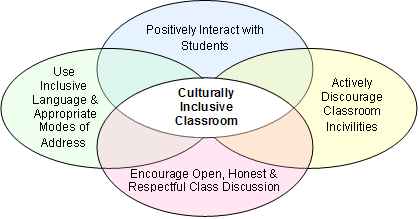 Positively Interact with
Students
Use
Inclusive
Language &
Appropriate
Modes of
Address
Culturally
Inclusive
Classroom
Actively
Discourage
Classroom
Incivilities
Encourage Open, Honest &
Respectful Class Discussion